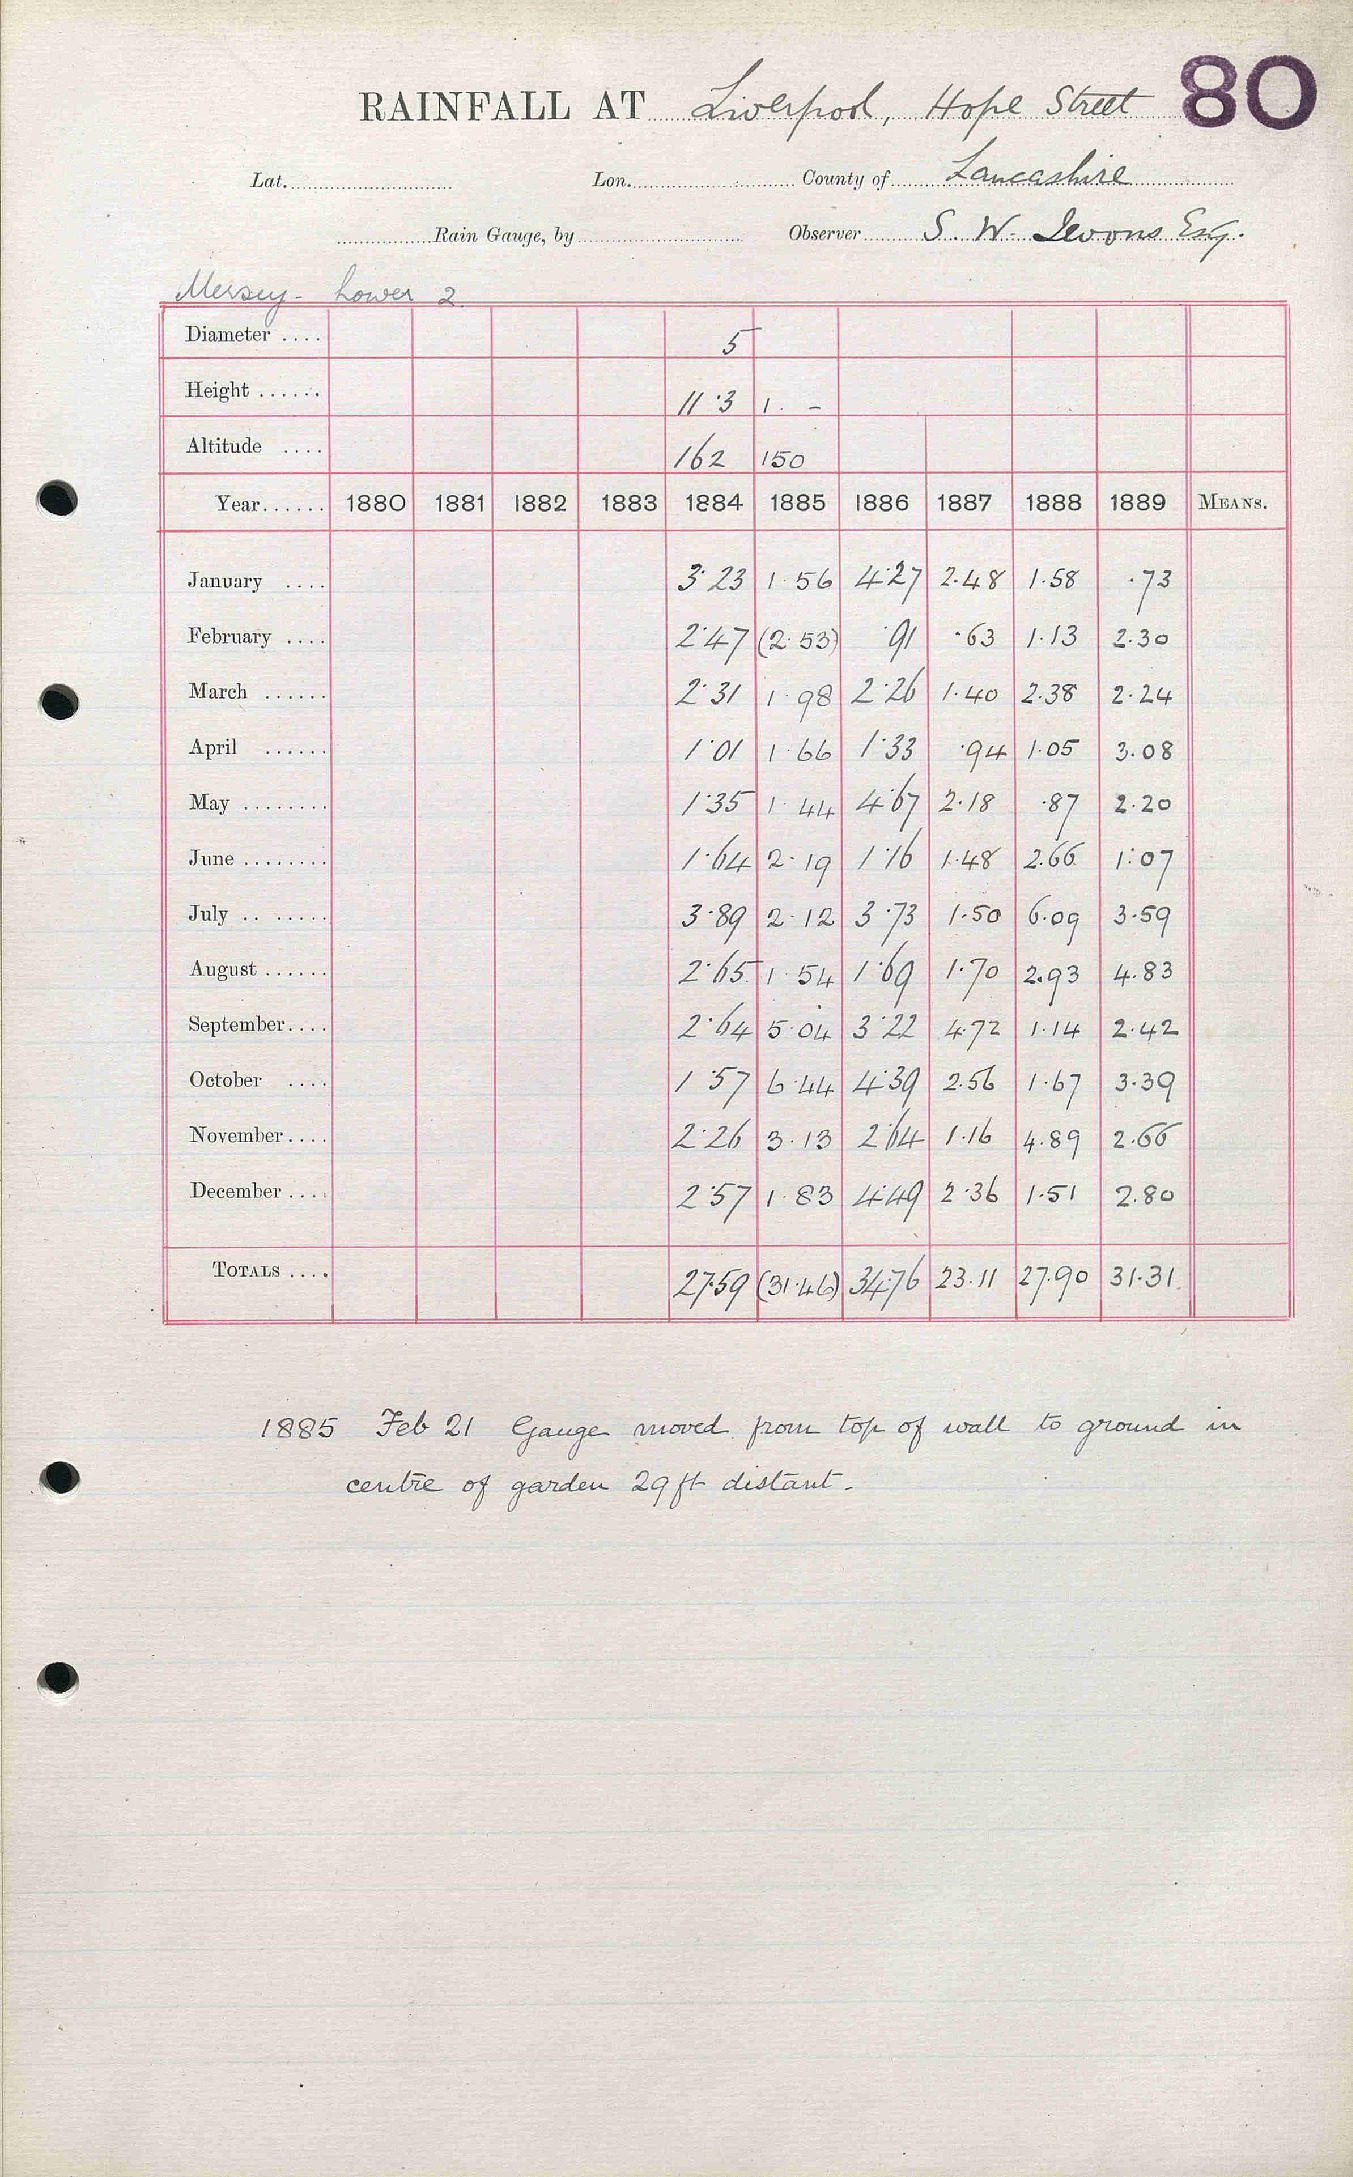 80
RAINFALL AT Liverpool, Hope Street
Lat. Lon. County of Lancashire
Rain Gauge, by Observer S. W. Jevons Esq.
Mersey - Lower 2.
Diameter .... 5
Height ...... 11·3 1. -
Altitude .... 162 150
Year...... 1880 1881 1882 1883 1884 1885 1886 1887 1888 1889 MEANS.
January .... 3·23 1·56 4·27 2·48 1·58 ·73
February .... 2·47 (2·53) ·91 ·63 1·13 2·30
March ...... 2·31 1·98 2·26 1·40 2·38 2·24
April ...... 1·01 1·66 1·33 ·94 1·05 3·08
May ........ 1·35 1·44 4·67 2·18 ·87 2·20
June ........ 1·64 2·19 1·16 1·48 2.66 1·07
July .. ...... 3·89 2·12 3·73 1·50 6·09 3·59
August ...... 2·65 1·54 1·69 1·70 2.93 4·83
September.... 2·64 5·04 3·22 4·72 1·14 2·42
October .... 1·57 6·44 4·39 2·56 1·67 3·39
November.... 2·26 3·13 2·64 1·16 4·89 2·66
December .... 2·57 1·83 4·49 2·36 1·51 2.80
TOTALS .... 27·59 (31·46) 34·76 23·11 27·90 31·31
1885 Feb 21 Gauge moved from top of wall to ground in
centre of garden 29 ft distant.